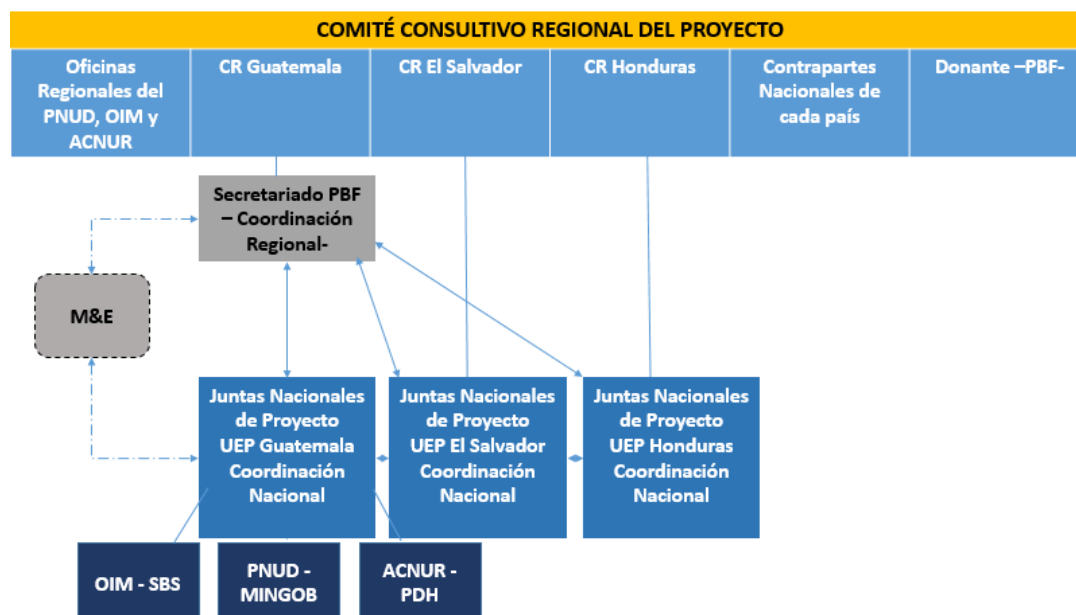 COMITÉ CONSULTIVO REGIONAL DEL PROYECTO
Oficinas
Regionales del
PNUD, OIM y
ACNUR
CR Guatemala
CR El Salvador
CR Honduras
Contrapartes
Nacionales de
cada país
Donante –PBF-
Secretariado PBF
– Coordinación
Regional-
M&E
Juntas Nacionales
de Proyecto
UEP Guatemala
Coordinación
Nacional
Juntas Nacionales
de Proyecto
UEP El Salvador
Coordinación
Nacional
Juntas Nacionales
de Proyecto
UEP Honduras
Coordinación
Nacional
OIM - SBS
PNUD -
MINGOB
ACNUR -
PDH